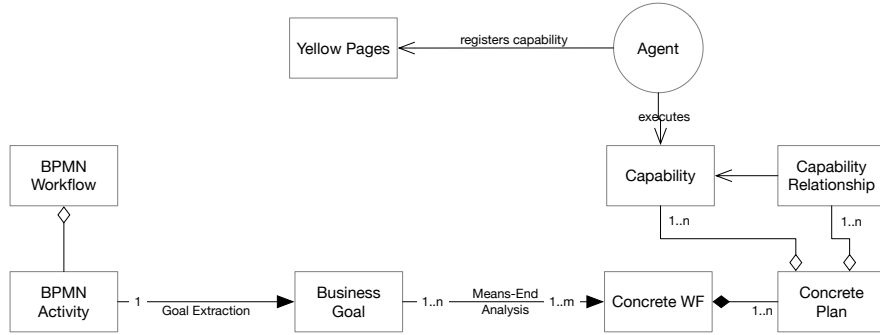 Yellow Pages
registers capability
Agent
executes
BPMN
Workflow
Capability
Capability
Relationship
1..n
1..n
BPMN
Activity
1
Goal Extraction
Business
Goal
1..n
Means-End
Analysis
1..m
Concrete WF
1..n
Concrete
Plan